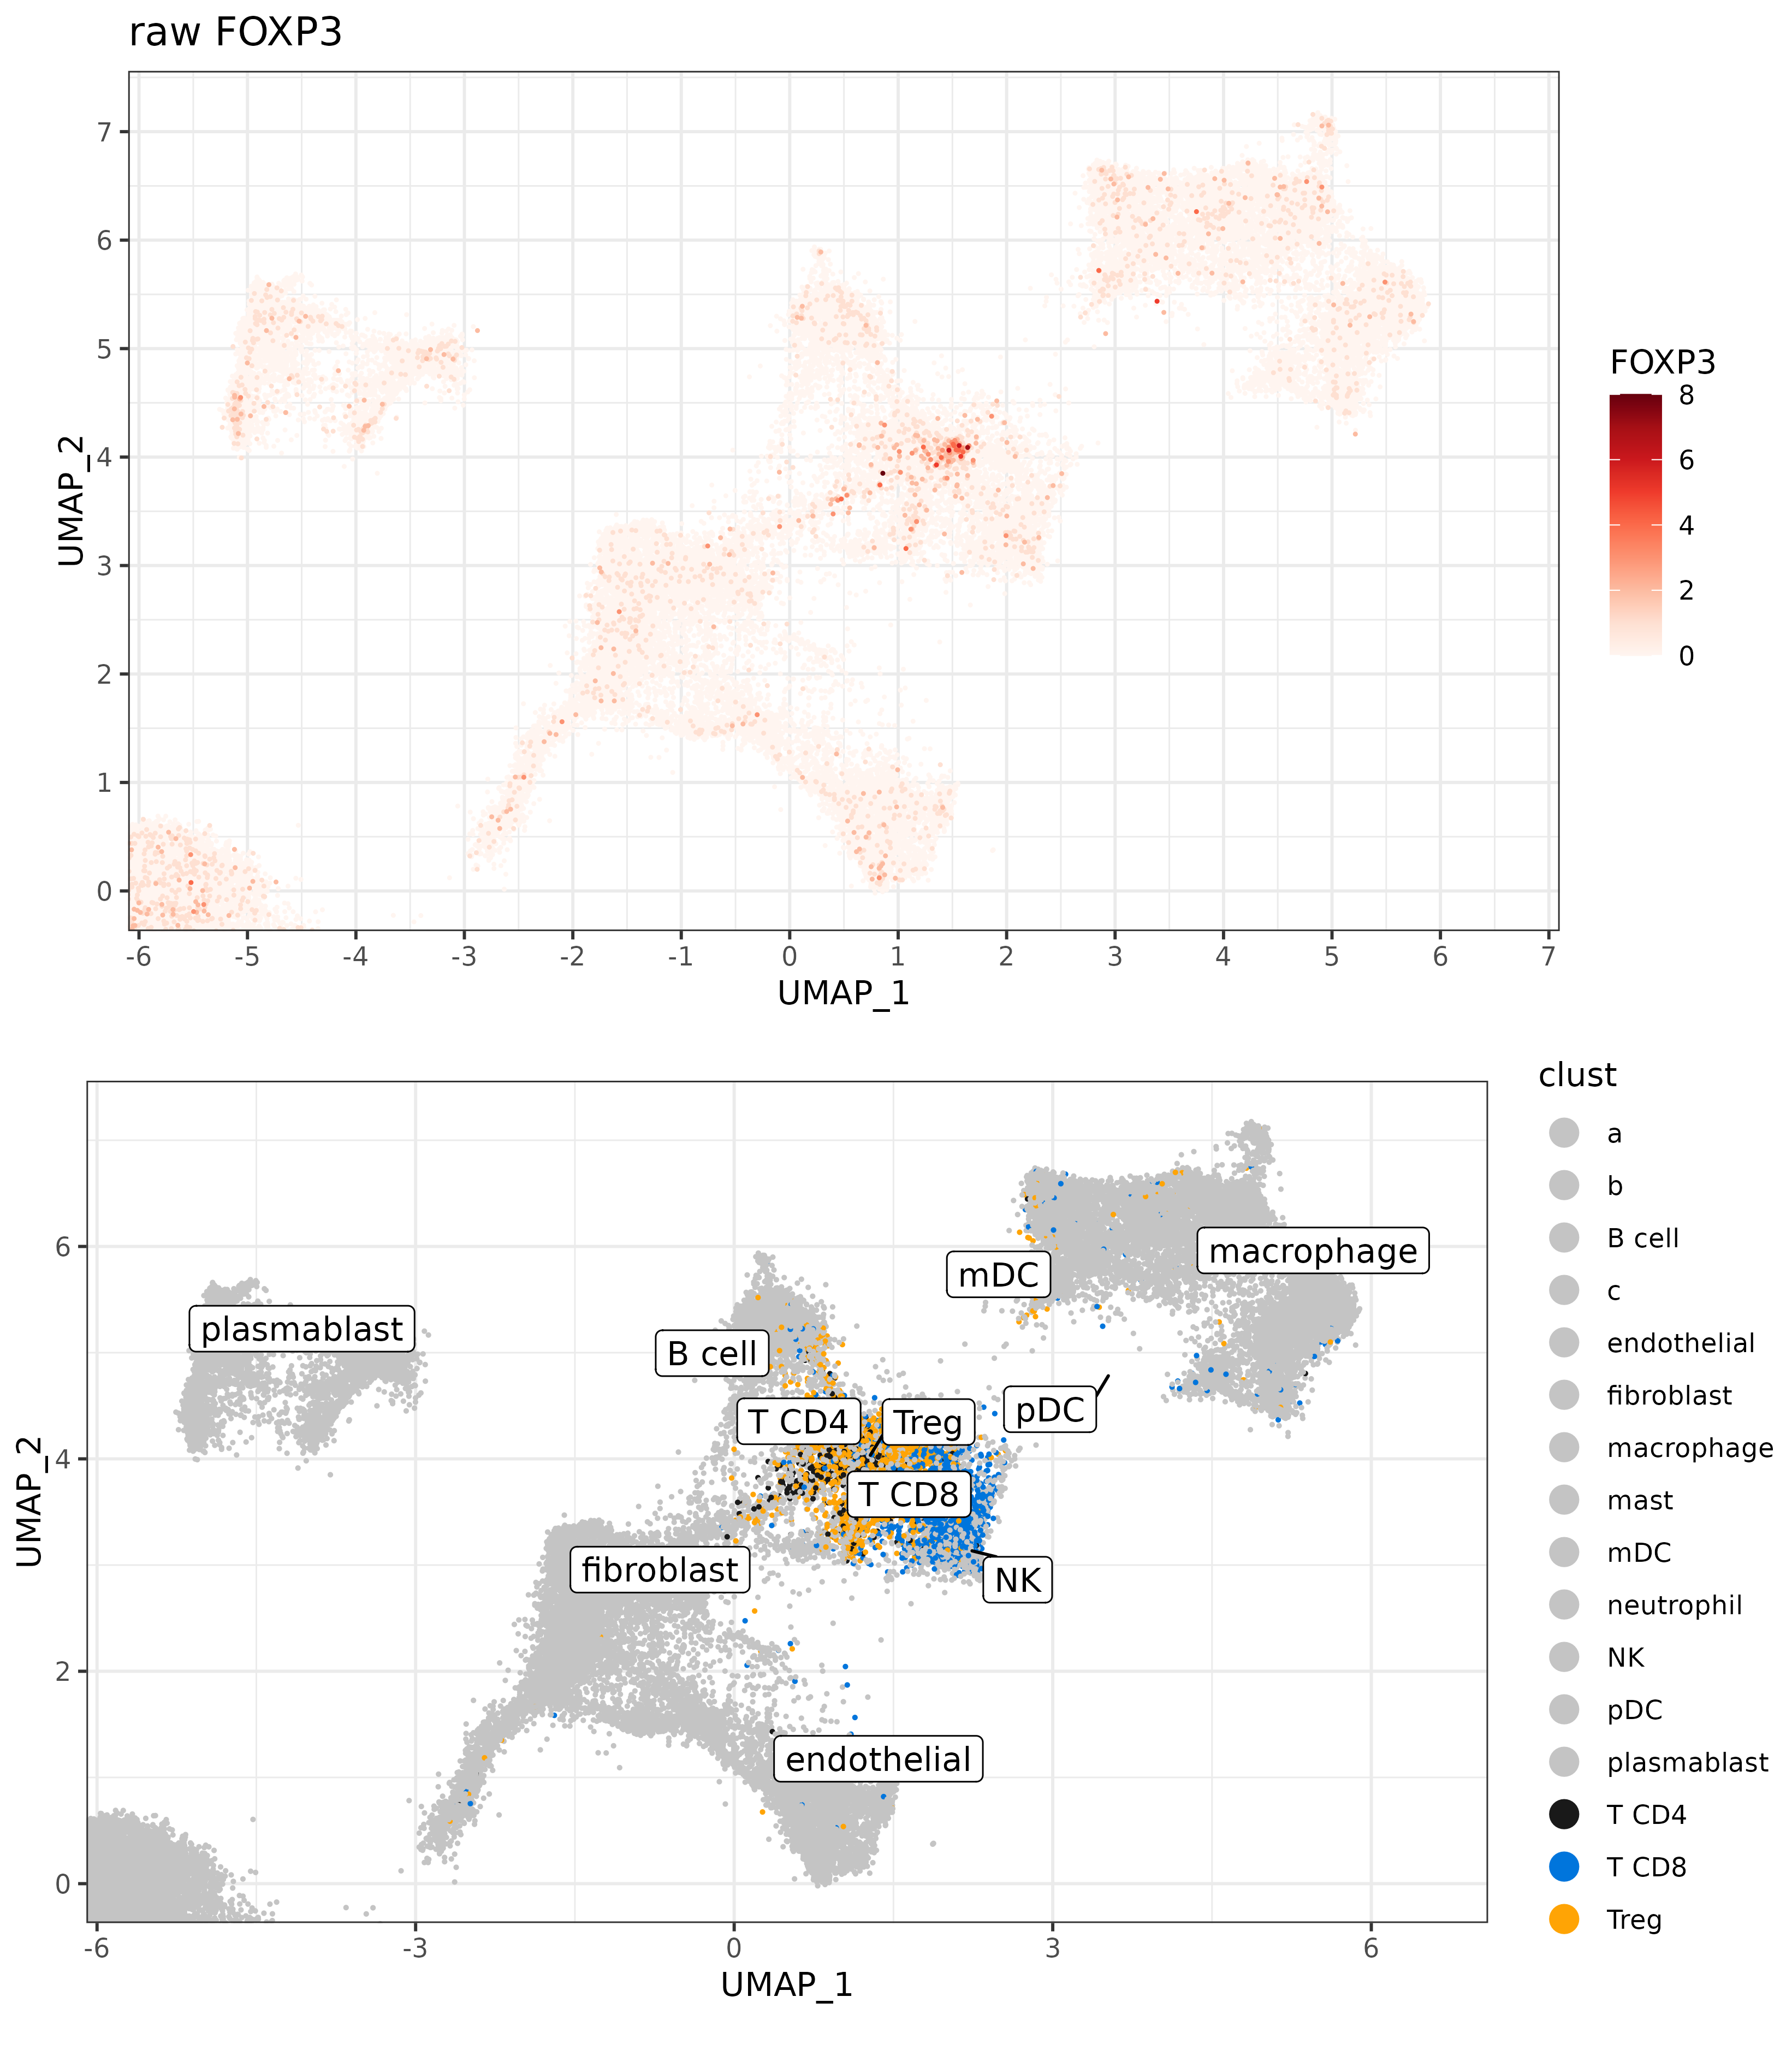 raw FOXP3
UMAP_2
7
6
5
4
3
2
1
0
-6 -5 -4 -3 -2 -1 0 1 2 3 4 5 6 7
UMAP_1
FOXP3
8
6
4
2
0
UMAP_2
6
4
2
0
plasmablast
B cell
mDC
macrophage
T CD4
Treg
pDC
T CD8
fibroblast
NK
endothelial
-6 -3 0 3 6
UMAP_1
clust
a
b
B cell
c
endothelial
fibroblast
macrophage
mast
mDC
neutrophil
NK
pDC
plasmablast
T CD4
T CD8
Treg